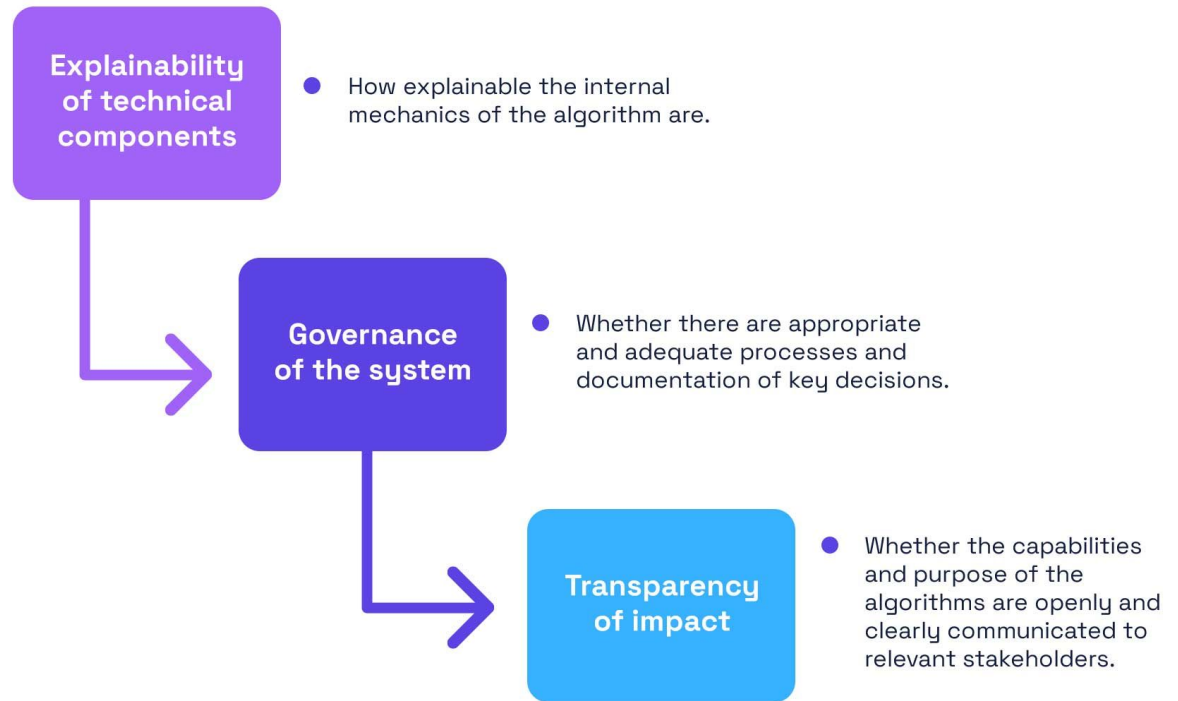 Explainability
of technical
components
How explainable the internal
mechanics of the algorithm are.
Governance
of the system
Whether there are appropriate
and adequate processes and
documentation of key decisions.
Transparency
of impact
Whether the capabilities
and purpose of the
algorithms are openly and
clearly communicated to
relevant stakeholders.